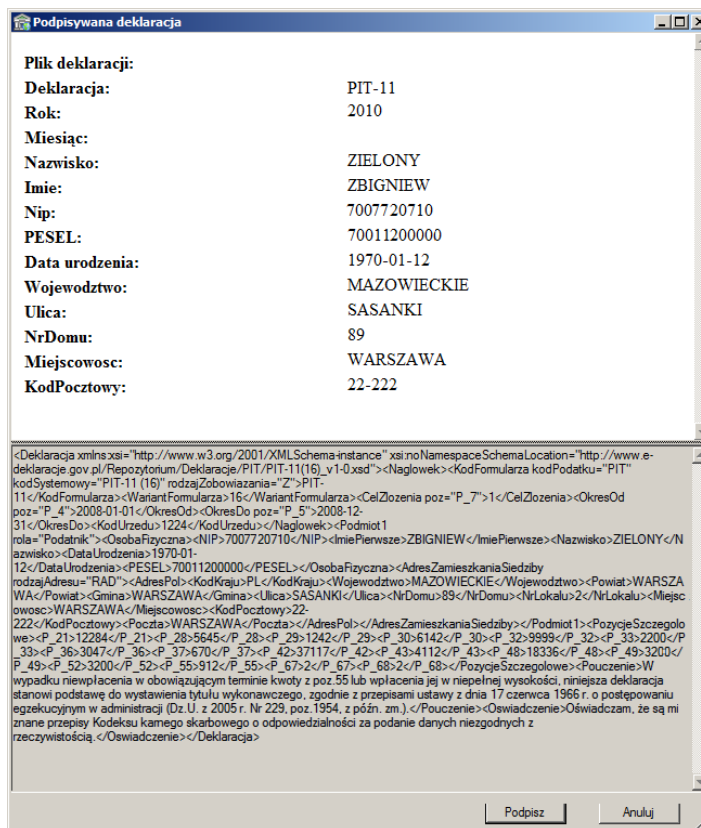 Podpisywana deklaracja
Plik deklaracji:
Deklaracja: PIT-11
Rok: 2010
Miesiąc:
Nazwisko: ZIELONY
Imie: ZBIGNIEW
Nip: 7007720710
PESEL: 70011200000
Data urodzenia: 1970-01-12
Wojewodztwo: MAZOWIECKIE
Ulica: SASANKI
NrDomu: 89
Miejscowosc: WARSZAWA
KodPocztowy: 22-222
<Deklaracja xmlns:xsi="http://www.w3.org/2001/XMLSchema-instance" xsi:noNamespaceSchemaLocation="http://www.e-
deklaracje.gov.pl/Repozytorium/Deklaracje/PIT/PIT-11(16)_v1-0.xsd"><Naglowek><KodFormularza kodPodatku="PIT"
kodSystemowy="PIT-11 (16)" rodzajZobowiazania="Z">PIT-
11</KodFormularza><WariantFormularza>16</WariantFormularza><CelZlozenia poz="P_7">1</CelZlozenia><OkresOd
poz="P_4">2008-01-01</OkresOd><OkresDo poz="P_5">2008-12-
31</OkresDo><KodUrzedu>1224</KodUrzedu></Naglowek><Podmiot1
rola="Podatnik"><OsobaFizyczna><NIP>7007720710</NIP><ImiePierwsze>ZBIGNIEW</ImiePierwsze><Nazwisko>ZIELONY</N
azwisko><DataUrodzenia>1970-01-
12</DataUrodzenia><PESEL>70011200000</PESEL></OsobaFizyczna><AdresZamieszkaniaSiedziby
rodzajAdresu="RAD"><AdresPol><KodKraju>PL</KodKraju><Wojewodztwo>MAZOWIECKIE</Wojewodztwo><Powiat>WARSZA
WA</Powiat><Gmina>WARSZAWA</Gmina><Ulica>SASANKI</Ulica><NrDomu>89</NrDomu><NrLokalu>2</NrLokalu><Miejsc
owosc>WARSZAWA</Miejscowosc><KodPocztowy>22-
222</KodPocztowy><Poczta>WARSZAWA</Poczta></AdresPol></AdresZamieszkaniaSiedziby></Podmiot1><PozycjeSzczegolo
we><P_21>12284</P_21><P_28>5645</P_28><P_29>1242</P_29><P_30>6142</P_30><P_32>9999</P_32><P_33>2200</P
_33><P_36>3047</P_36><P_37>670</P_37><P_42>37117</P_42><P_43>4112</P_43><P_48>18336</P_48><P_49>3200</
P_49><P_52>3200</P_52><P_55>912</P_55><P_67>2</P_67><P_68>2</P_68></PozycjeSzczegolowe><Pouczenie>W
wypadku niewpłacenia w obowiązującym terminie kwoty z poz.55 lub wpłacenia jej w niepełnej wysokości, niniejsza deklaracja
stanowi podstawę do wystawienia tytułu wykonawczego, zgodnie z przepisami ustawy z dnia 17 czerwca 1966 r. o postępowaniu
egzekucyjnym w administracji (Dz.U. z 2005 r. Nr 229, poz.1954, z późn. zm.).</Pouczenie><Oswiadczenie>Oświadczam, że są mi
znane przepisy Kodeksu karnego skarbowego o odpowiedzialności za podanie danych niezgodnych z
rzeczywistością.</Oswiadczenie></Deklaracja>
Podpisz Anuluj